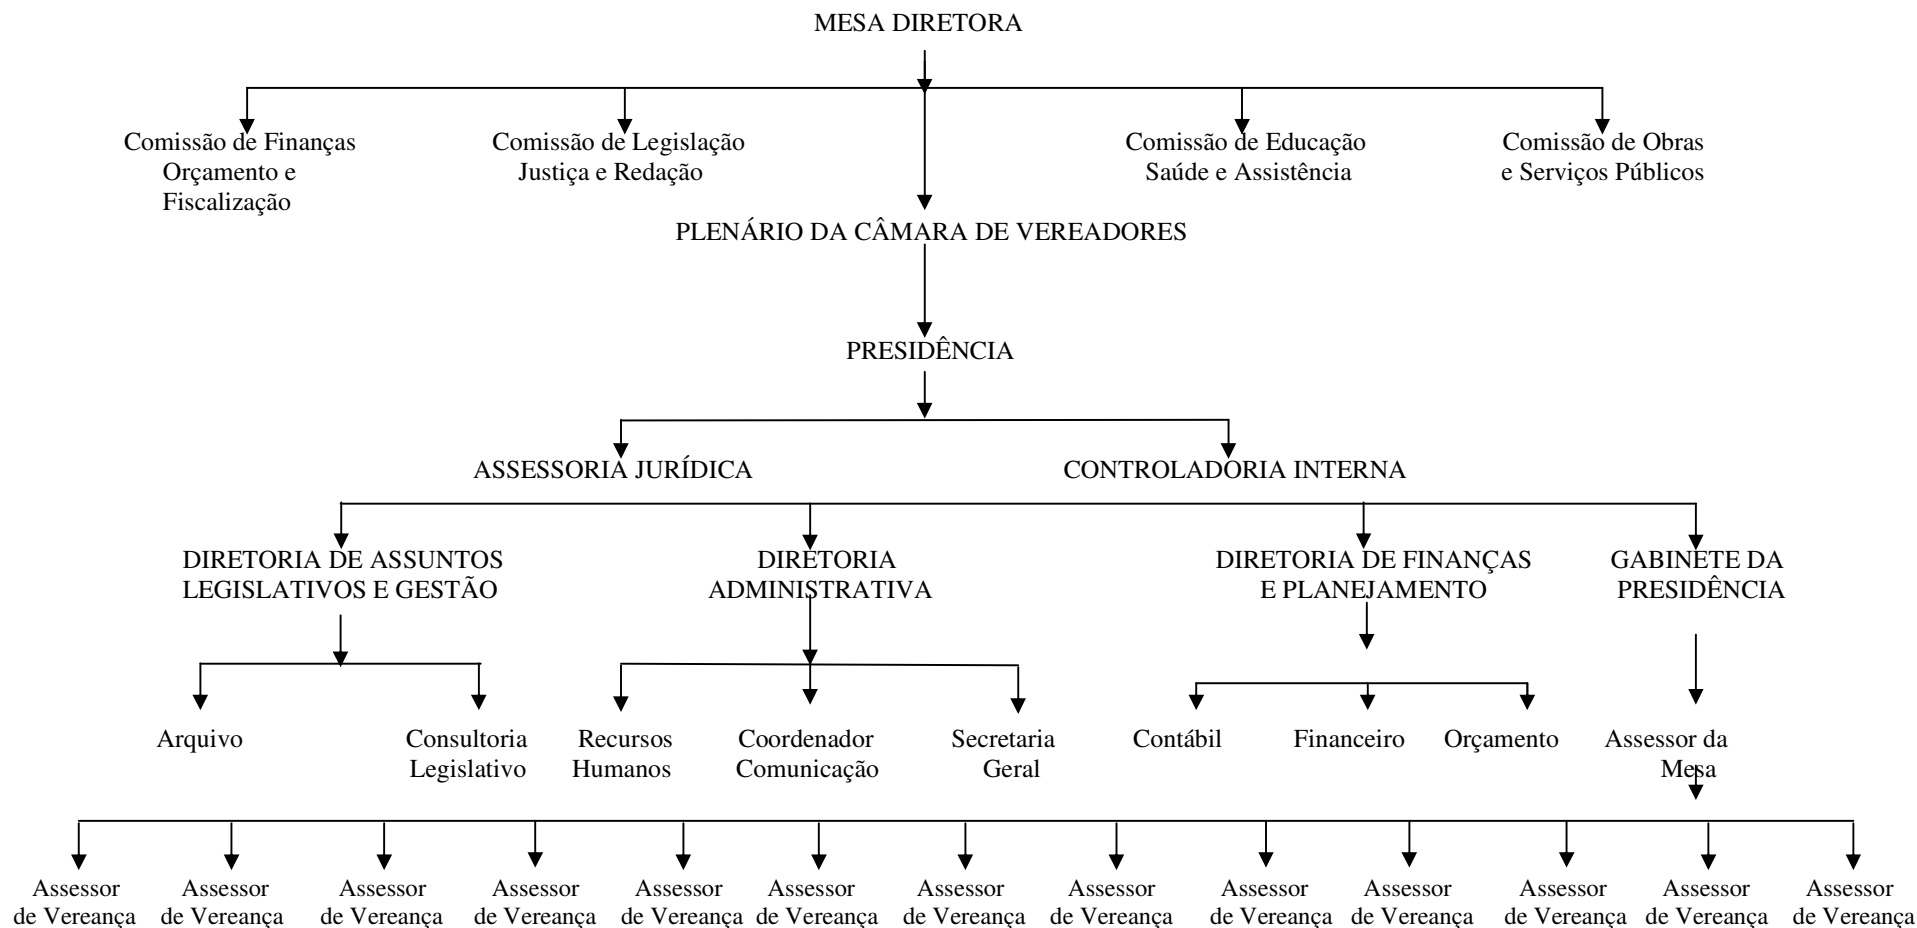 MESA DIRETORA
Comissão de Finanças
Orçamento e
Fiscalização
Comissão de Legislação
Justiça e Redação
Comissão de Educação
Saúde e Assistência
Comissão de Obras
e Serviços Públicos
PLENÁRIO DA CÂMARA DE VEREADORES
PRESIDÊNCIA
ASSESSORIA JURÍDICA
CONTROLADORIA INTERNA
DIRETORIA DE ASSUNTOS
LEGISLATIVOS E GESTÃO
DIRETORIA
ADMINISTRATIVA
DIRETORIA DE FINANÇAS
E PLANEJAMENTO
GABINETE DA
PRESIDÊNCIA
Arquivo
Consultoria
Legislativo
Recursos
Humanos
Coordenador
Comunicação
Secretaria
Geral
Contábil
Financeiro
Orçamento
Assessor da
Mesa
Assessor
de Vereança
Assessor
de Vereança
Assessor
de Vereança
Assessor
de Vereança
Assessor
de Vereança
Assessor
de Vereança
Assessor
de Vereança
Assessor
de Vereança
Assessor
de Vereança
Assessor
de Vereança
Assessor
de Vereança
Assessor
de Vereança
Assessor
de Vereança